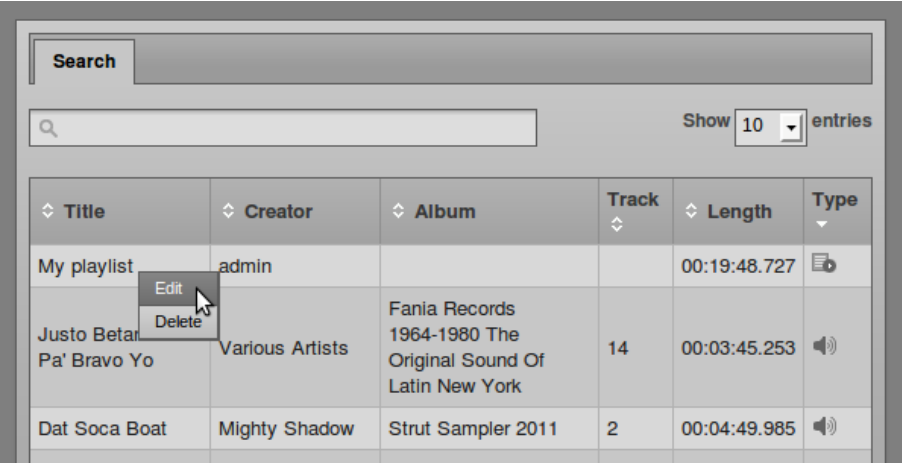 Search
Show 10 entries
Title Creator Album Track Length Type
My playlist admin 00:19:48.727
Edit
Delete
Justo
Pa' Bravo Yo
Various Artists
Fania Records
1964-1980 The
Original Sound Of
Latin New York
14
00:03:45.253
Dat Soca Boat Mighty Shadow Strut Sampler 2011 2 00:04:49.985